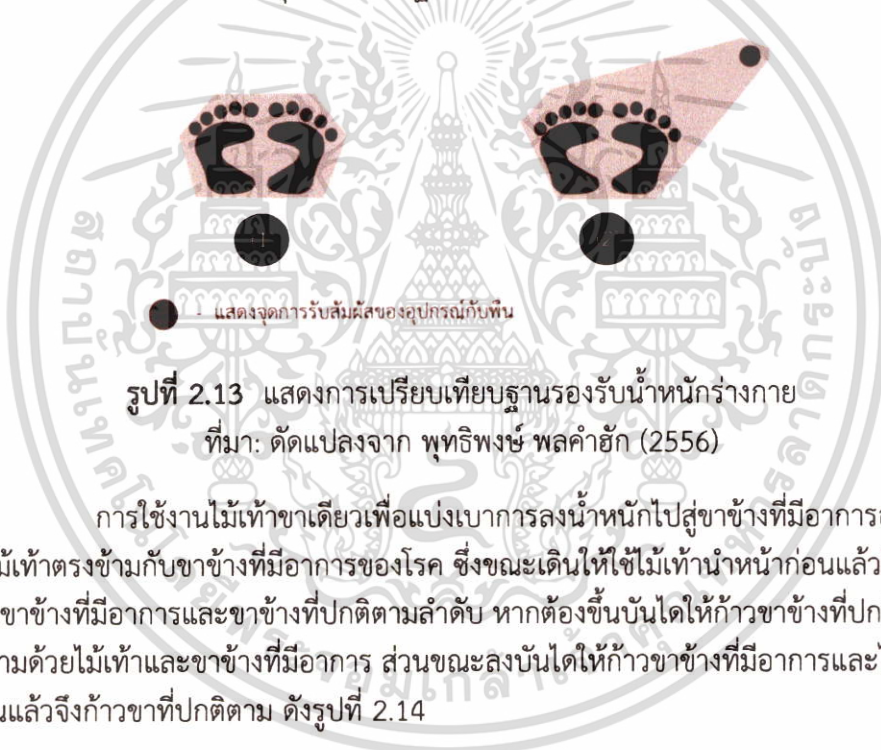 - แสดงจุดการรับสัมผัสของอุปกรณ์กับพื้น
รูปที่ 2.13 แสดงการเปรียบเทียบฐานรองรับน้ำหนักร่างกาย
ที่มา: ดัดแปลงจาก พุทธิพงษ์ พลคำฮัก (2556)
การใช้งานไม้เท้าขาเดียวเพื่อแบ่งเบาการลงน้ำหนักไปสู่ขาข้างที่มีอาการ
ไม้เท้าตรงข้ามกับขาข้างที่มีอาการของโรค ซึ่งขณะเดินให้ใช้ไม้เท้านำหน้าก่อนแล้ว
ขาข้างที่มีอาการและขาข้างที่ปกติตามลำดับ หากต้องขึ้นบันไดให้ก้าวขาข้างที่ปก
ามด้วยไม้เท้าและขาข้างที่มีอาการ ส่วนขณะลงบันไดให้ก้าวขาข้างที่มีอาการและ
นแล้วจึงก้าวขาที่ปกติตาม ดังรูปที่ 2.14